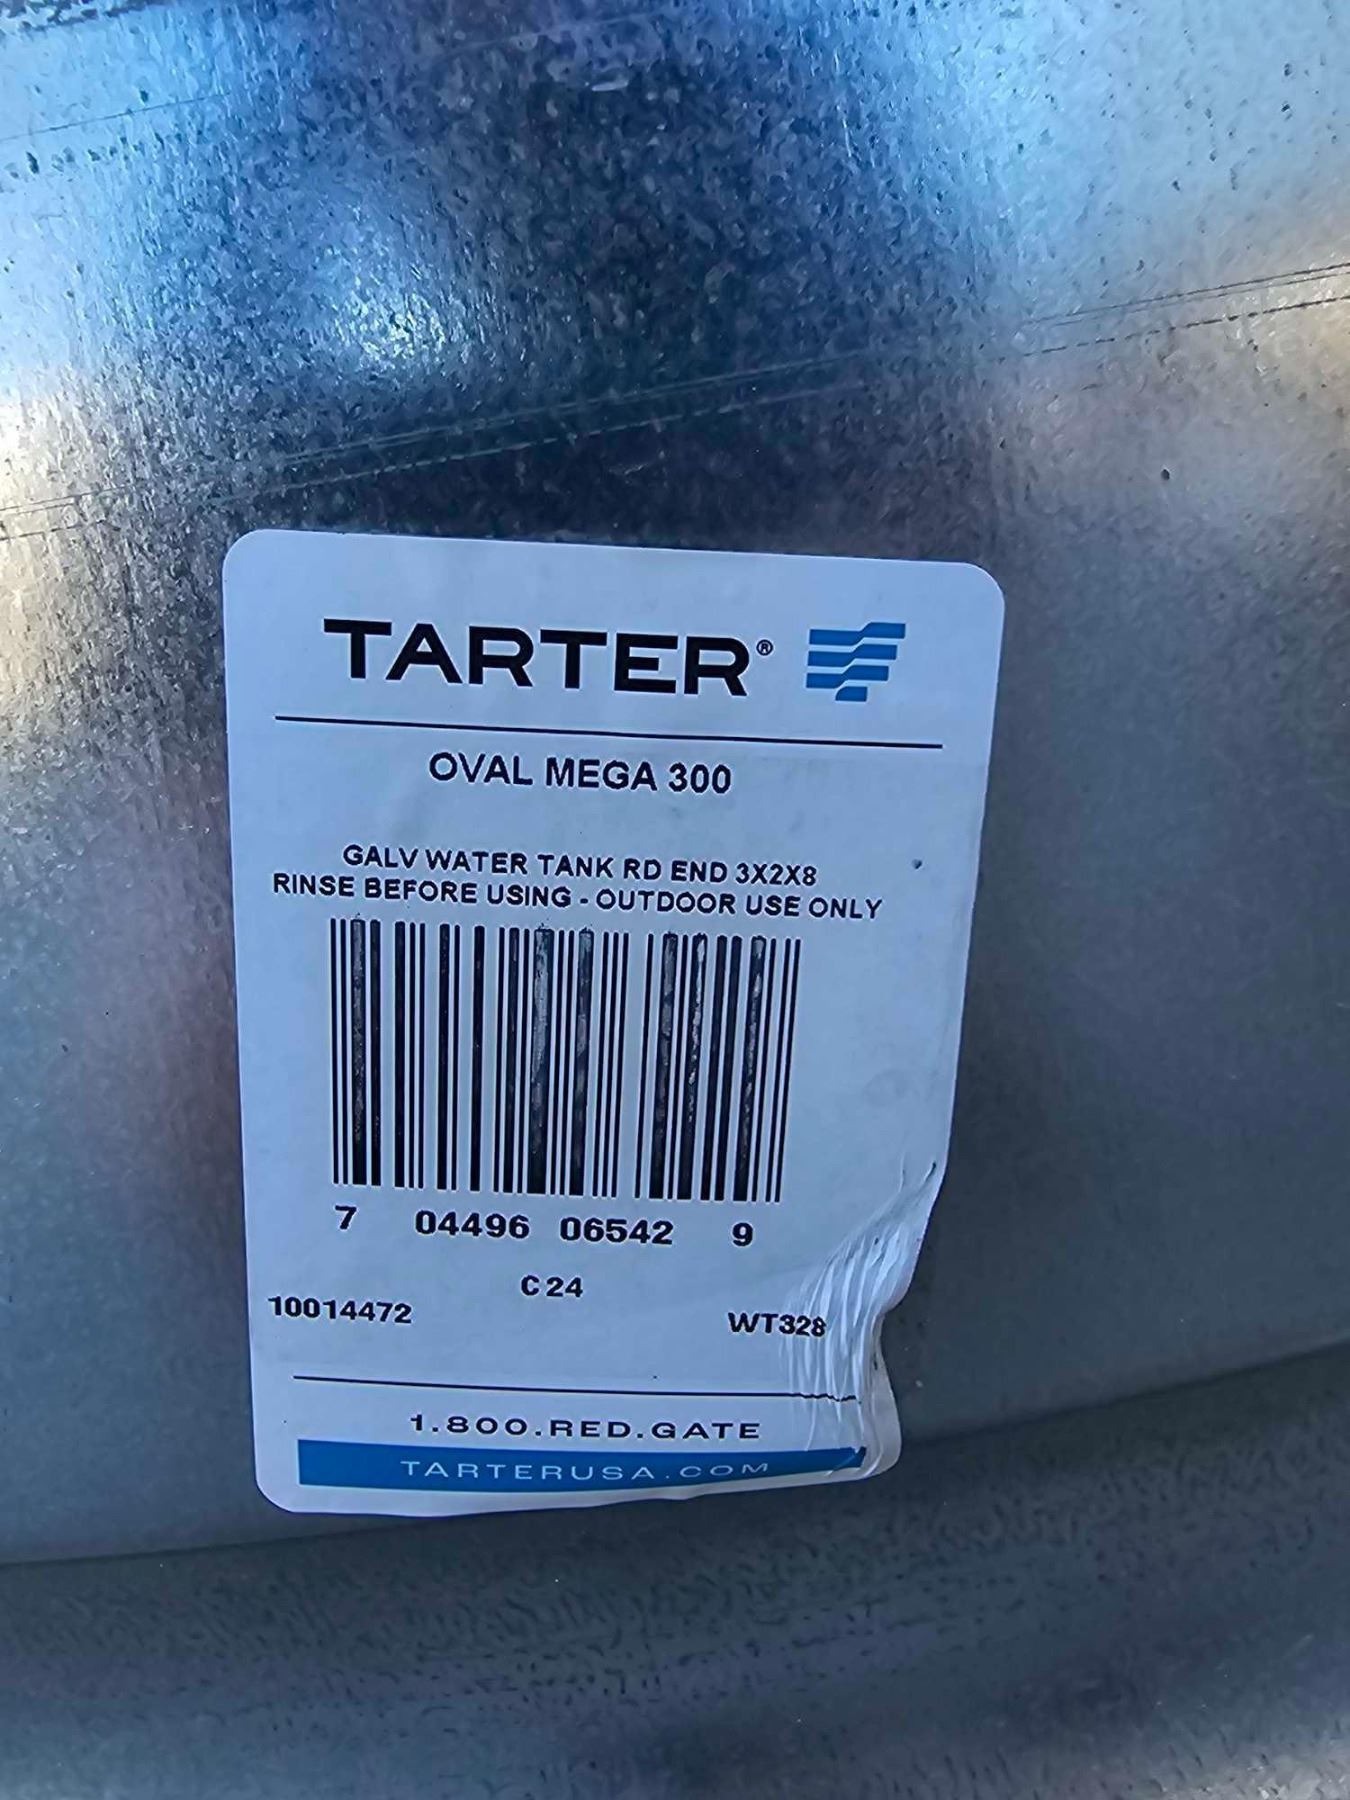 TARTER®
OVAL MEGA 300
GALV WATER TANK RD END 3X2X8
RINSE BEFORE USING - OUTDOOR USE ONLY
7 04496 06542 9
C 24
10014472 WT328
1.800.RED.GATE
TARTERUSA.COM